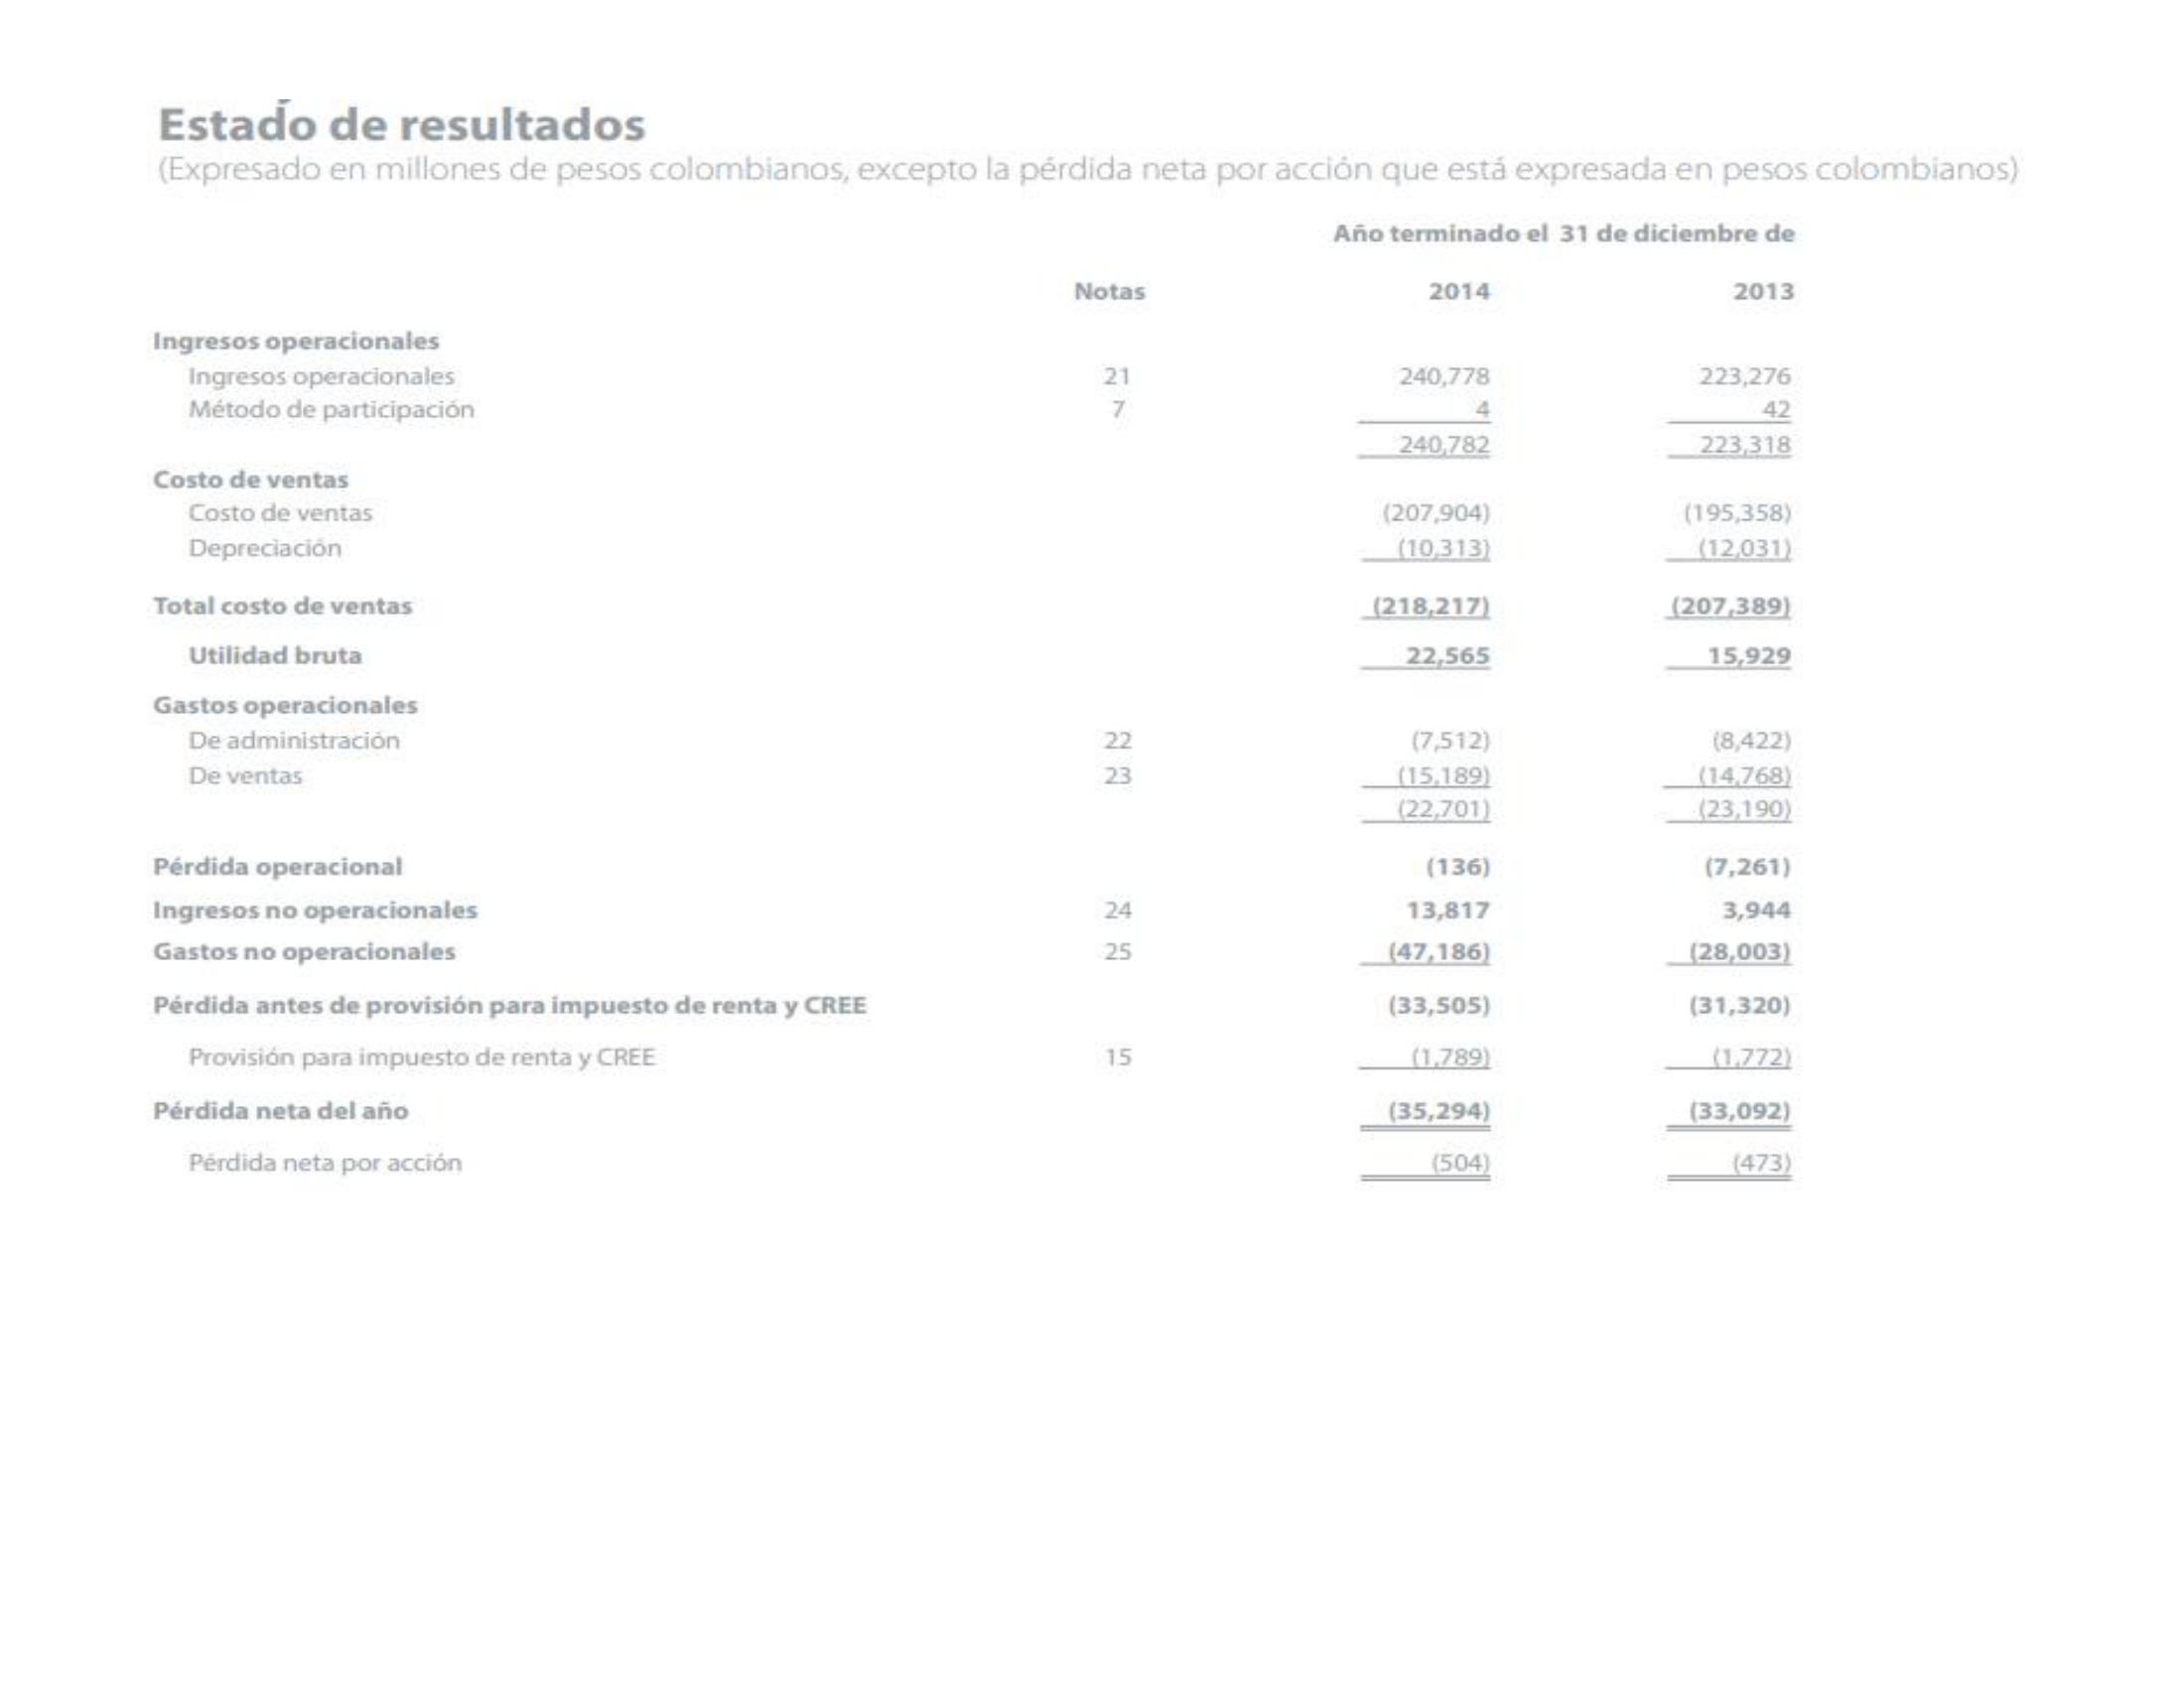 Estado de resultados
(Expresado en millones de pesos colombianos, excepto la pérdida neta por acción que está expresada en pesos colombianos)
Año terminado el 31 de diciembre de
Notas 2014 2013
Ingresos operacionales
Ingresos operacionales 21 240,778 223,276
Método de participación 7 4 42
240,782 223,318
Costo de ventas
Costo de ventas (207,904) (195,358)
Depreciación (10,313) (12,031)
Total costo de ventas (218,217) (207,389)
Utilidad bruta 22,565 15,929
Gastos operacionales
De administración 22 (7,512) (8,422)
De ventas 23 (15,189) (14,768)
(22,701) (23,190)
Pérdida operacional (136) (7,261)
Ingresos no operacionales 24 13,817 3,944
Gastos no operacionales 25 (47,186) (28,003)
Pérdida antes de provisión para impuesto de renta y CREE (33,505) (31,320)
Provisión para impuesto de renta y CREE 15 (1,789) (1,772)
Pérdida neta del año (35,294) (33,092)
Pérdida neta por acción (504) (473)